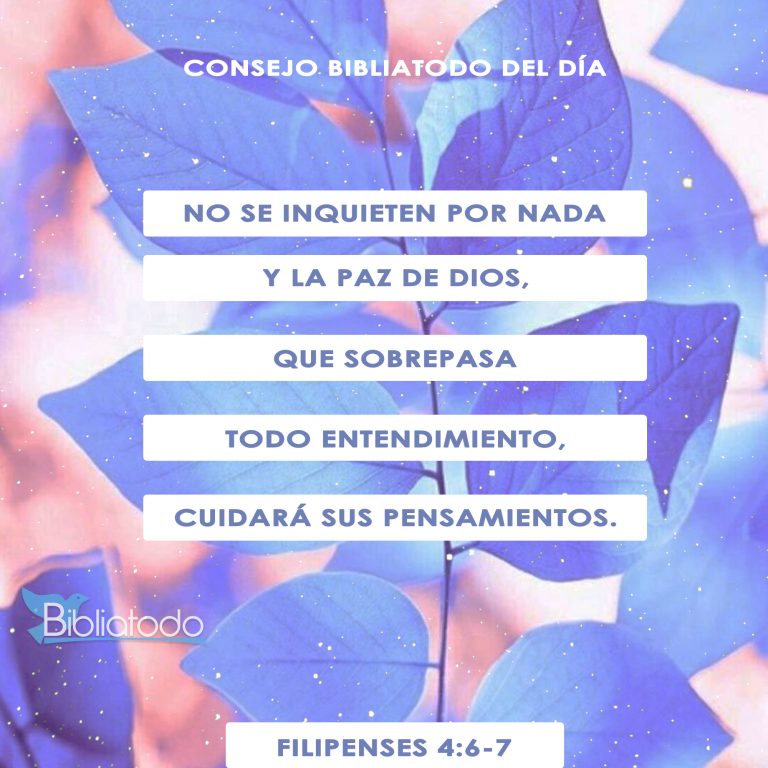 CONSEJO BIBLIATODO DEL DÍA
NO SE INQUIETEN POR NADA
Y LA PAZ DE DIOS,
QUE SOBREPASA
TODO ENTENDIMIENTO,
CUIDARÁ SUS PENSAMIENTOS.
Bibliatodo
FILIPENSES 4:6-7